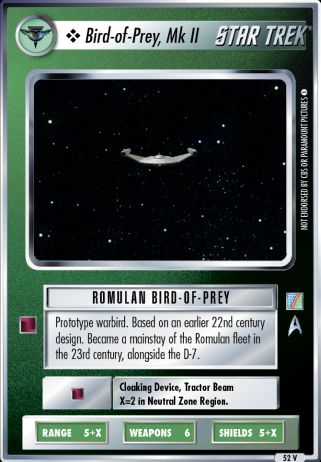 ❖ Bird-of-Prey, Mk II STAR TREK
NOT ENDORSED BY CBS OR PARAMOUNT PICTURES
ROMULAN BIRD-OF-PREY
Prototype warbird. Based on an earlier 22nd century
design. Became a mainstay of the Romulan fleet in
the 23rd century, alongside the D-7.
Cloaking Device, Tractor Beam
X=2 in Neutral Zone Region.
RANGE 5+X WEAPONS 6 SHIELDS 5+X
52 V